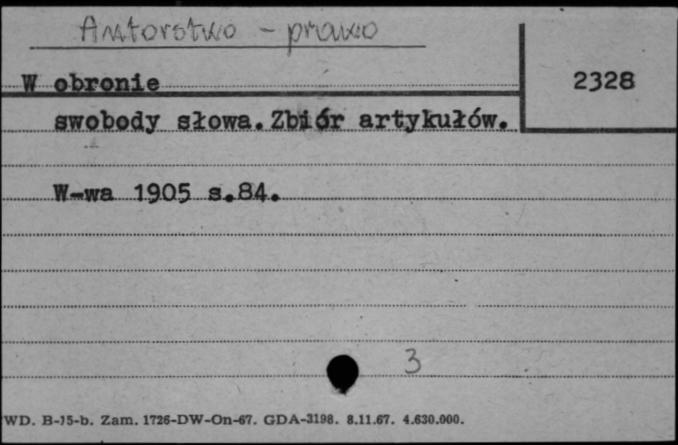 Autorstwo - prawo
W obronie
2328
swobody słowa. Zbiór artykułów.
W-wa 1905 s.84.
3
WD. B-15-b. Zam. 1726-DW-On-67. GDA-3198. 8.11.67. 4.630.000.